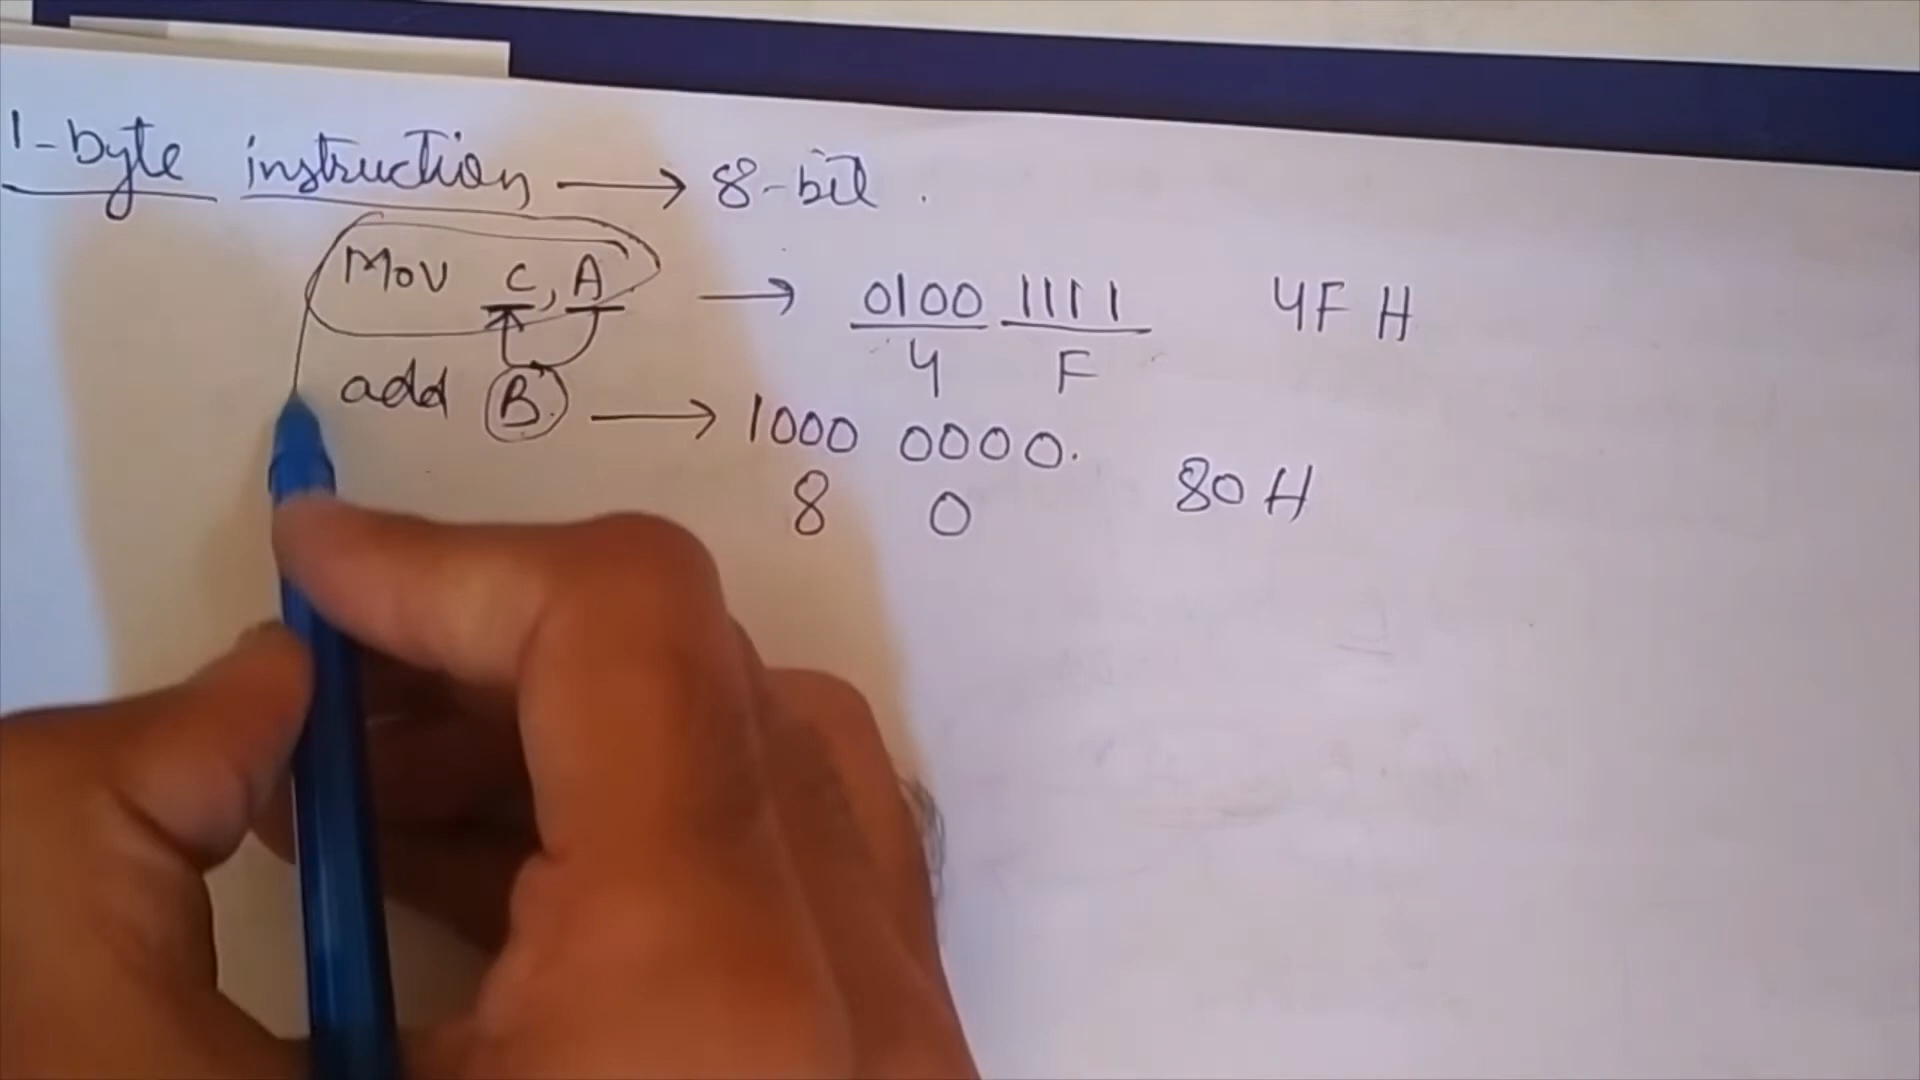 1-byte instruction → 8-bit.
Mov C, A → 0100 1111 4F H
4 F
add B → 1000 0000.
8 0 80 H